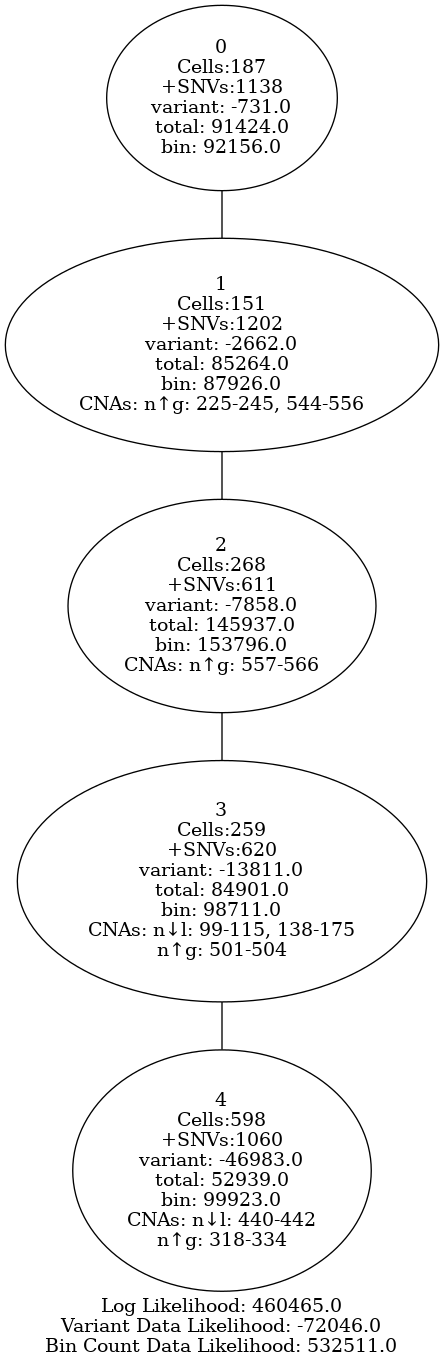 0
Cells:187
+SNVs:1138
variant: -731.0
total: 91424.0
bin: 92156.0
1
Cells:151
+SNVs:1202
variant: -2662.0
total: 85264.0
bin: 87926.0
CNAs: n↑g: 225-245, 544-556
2
Cells:268
+SNVs:611
variant: -7858.0
total: 145937.0
bin: 153796.0
CNAs: n↑g: 557-566
3
Cells:259
+SNVs:620
variant: -13811.0
total: 84901.0
bin: 98711.0
CNAs: n↓l: 99-115, 138-175
n↑g: 501-504
4
Cells:598
+SNVs:1060
variant: -46983.0
total: 52939.0
bin: 99923.0
CNAs: n↓l: 440-442
n↑g: 318-334
Log Likelihood: 460465.0
Variant Data Likelihood: -72046.0
Bin Count Data Likelihood: 532511.0